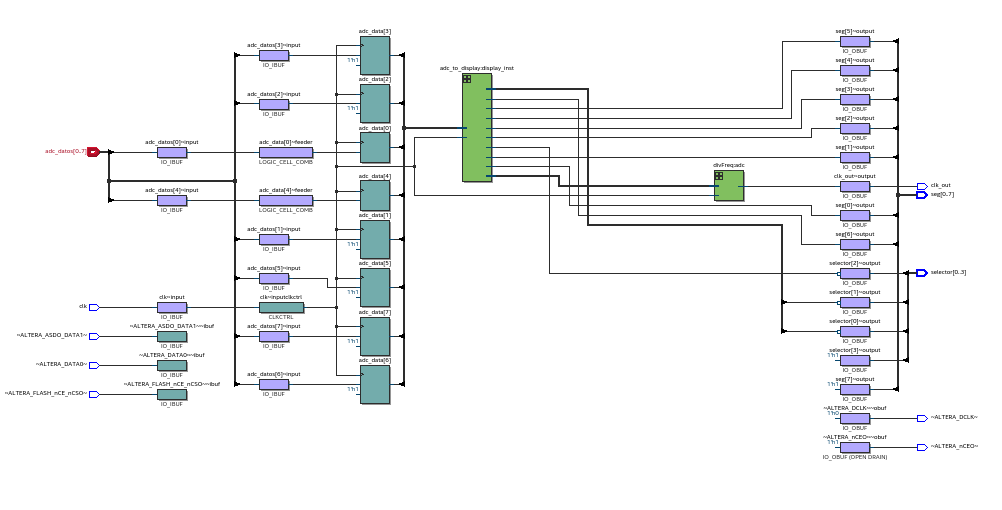 adc_data[3]
adc_datos[3]~input
IO_IBUF
1'h1
adc_data[2]
adc_datos[2]~input
IO_IBUF
1'h1
adc_data[0]
adc_datos[0..7]
adc_datos[0]~input
IO_IBUF
adc_data[0]~feeder
LOGIC_CELL_COMB
adc_data[4]
adc_datos[4]~input
IO_IBUF
adc_data[4]~feeder
LOGIC_CELL_COMB
adc_data[1]
adc_datos[1]~input
IO_IBUF
1'h1
adc_data[5]
adc_datos[5]~input
IO_IBUF
clk
clk~input
IO_IBUF
clk~inputclkctrl
CLKCTRL
adc_data[7]
~ALTERA_ASDO_DATA1~
~ALTERA_ASDO_DATA1~~ibuf
IO_IBUF
adc_datos[7]~input
IO_IBUF
1'h1
adc_data[6]
~ALTERA_DATA0~
~ALTERA_DATA0~~ibuf
IO_IBUF
adc_datos[6]~input
IO_IBUF
1'h1
~ALTERA_FLASH_nCE_nCSO~
~ALTERA_FLASH_nCE_nCSO~~ibuf
IO_IBUF
adc_to_display:display_inst
divFreq:adc
seg[5]~output
IO_OBUF
seg[4]~output
IO_OBUF
seg[3]~output
IO_OBUF
seg[2]~output
IO_OBUF
seg[1]~output
IO_OBUF
clk_out~output
IO_OBUF
clk_out
seg[0..7]
seg[0]~output
IO_OBUF
seg[6]~output
IO_OBUF
selector[2]~output
IO_OBUF
selector[0..3]
selector[1]~output
IO_OBUF
selector[0]~output
IO_OBUF
selector[3]~output
1'h1
IO_OBUF
seg[7]~output
1'h1
IO_OBUF
~ALTERA_DCLK~~obuf
1'h0
IO_OBUF
~ALTERA_DCLK~
~ALTERA_nCEO~~obuf
1'h1
IO_OBUF (OPEN DRAIN)
~ALTERA_nCEO~